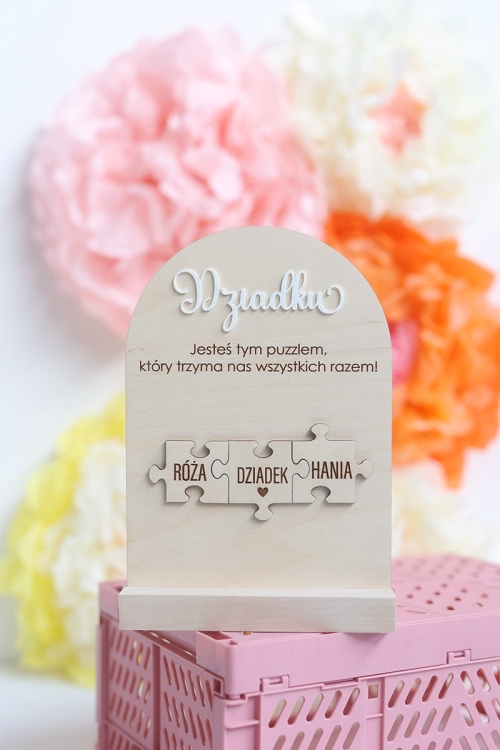 Dziadku
Jesteś tym puzzlem,
który trzyma nas wszystkich razem!
RÓŻA DZIADEK HANIA